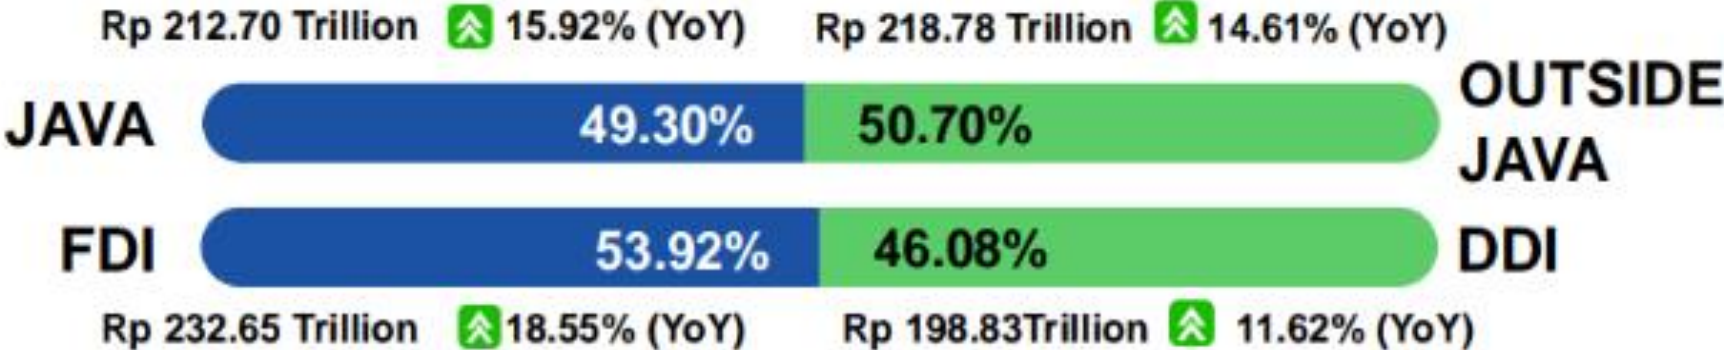 Rp 212.70 Trillion 15.92% (YoY) Rp 218.78 Trillion 14.61% (YoY)
JAVA 49.30% 50.70% OUTSIDE JAVA
FDI 53.92% 46.08% DDI
Rp 232.65 Trillion 18.55% (YoY) Rp 198.83Trillion 11.62% (YoY)